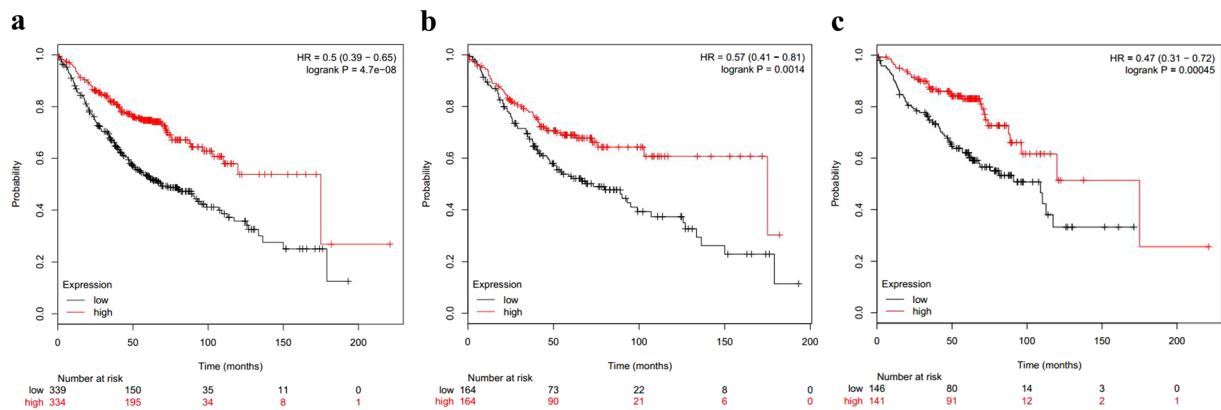 a
HR = 0.5 (0.39 − 0.65)
logrank P = 4.7e−08
Probability
1.0
0.8
0.6
0.4
0.2
0.0
Expression
low
high
0
50
100
150
200
Time (months)
Number at risk
low 339 150 35 11 0
high 334 195 34 8 1
b
HR = 0.57 (0.41 − 0.81)
logrank P = 0.0014
Probability
1.0
0.8
0.6
0.4
0.2
0.0
Expression
low
high
0
50
100
150
200
Time (months)
Number at risk
low 164 73 22 8 0
high 164 90 21 6 0
c
HR = 0.47 (0.31 − 0.72)
logrank P = 0.00045
Probability
1.0
0.8
0.6
0.4
0.2
0.0
Expression
low
high
0
50
100
150
200
Time (months)
Number at risk
low 146 80 14 3 0
high 141 91 12 2 1